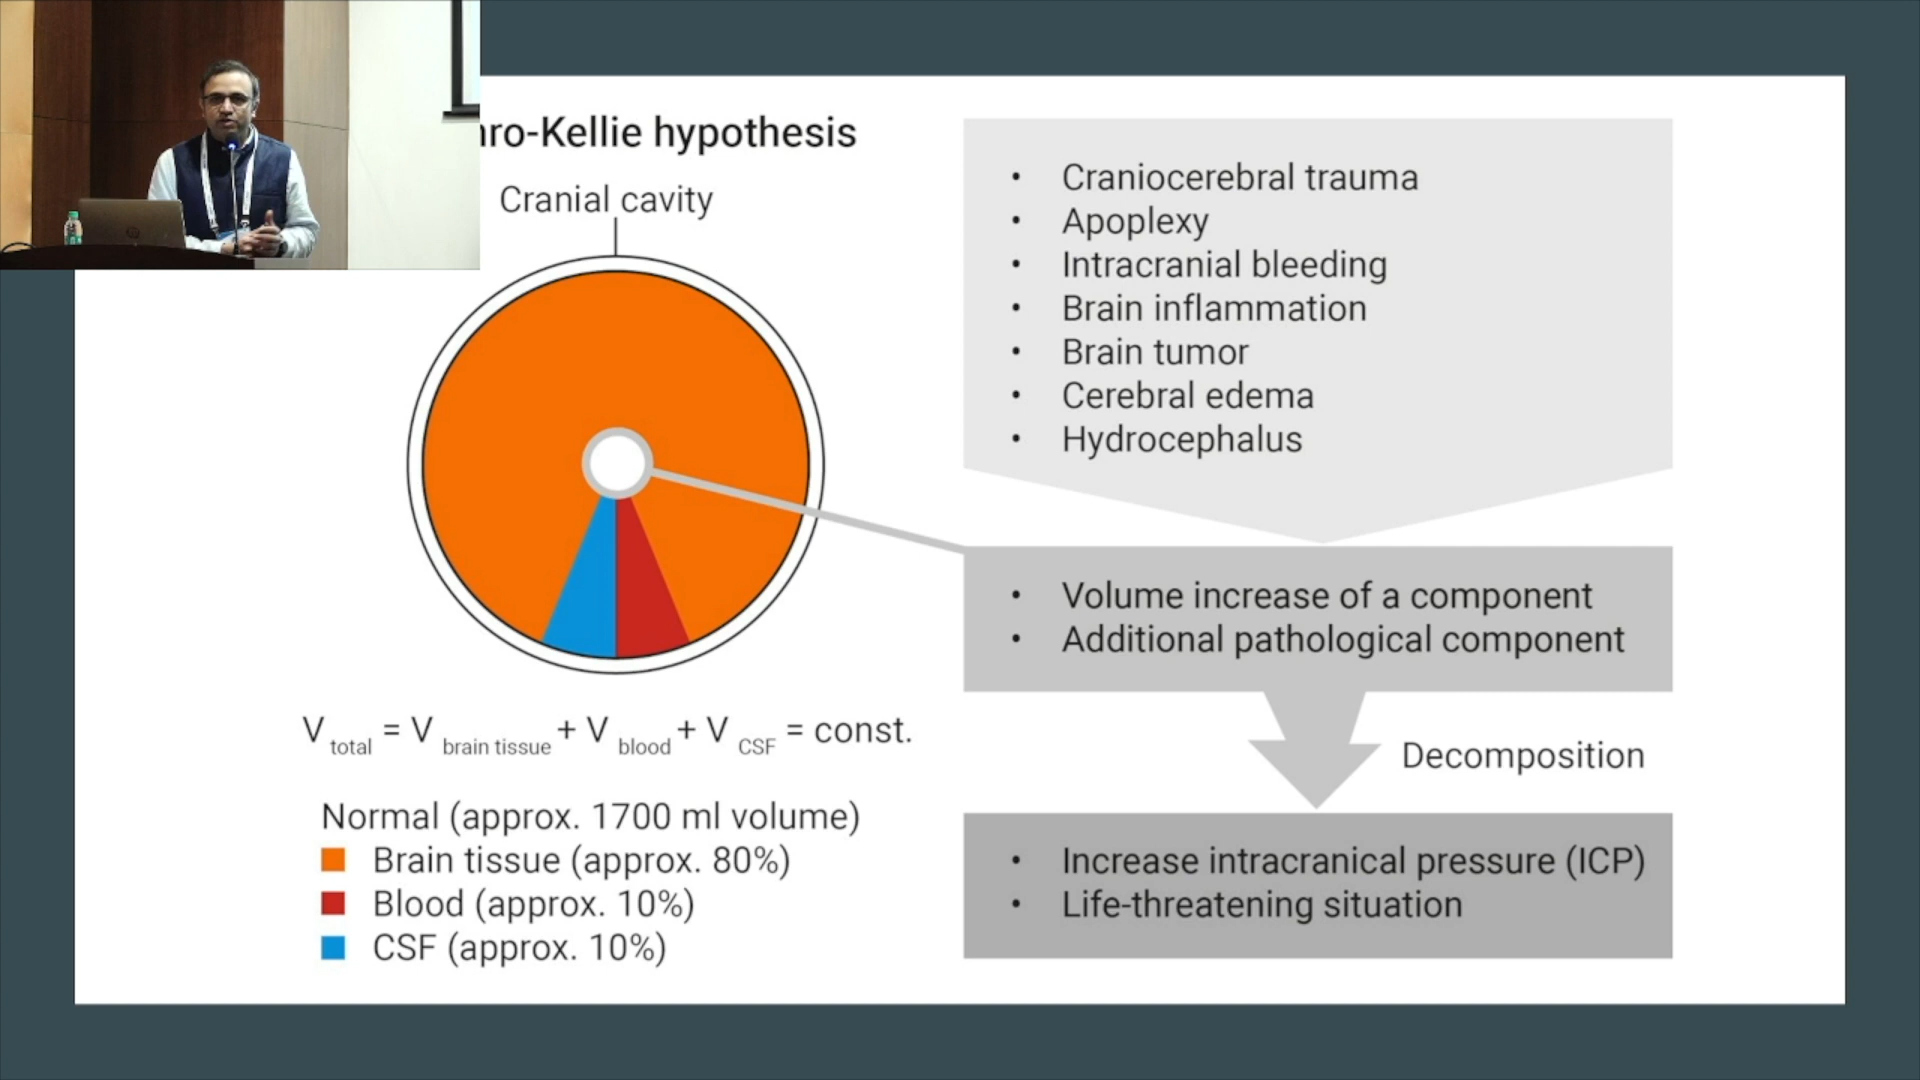 nro-Kellie hypothesis
Cranial cavity
V total = V brain tissue + V blood + V CSF = const.
Normal (approx. 1700 ml volume)
Brain tissue (approx. 80%)
Blood (approx. 10%)
CSF (approx. 10%)
• Craniocerebral trauma
• Apoplexy
• Intracranial bleeding
• Brain inflammation
• Brain tumor
• Cerebral edema
• Hydrocephalus
• Volume increase of a component
• Additional pathological component
Decomposition
• Increase intracranical pressure (ICP)
• Life-threatening situation